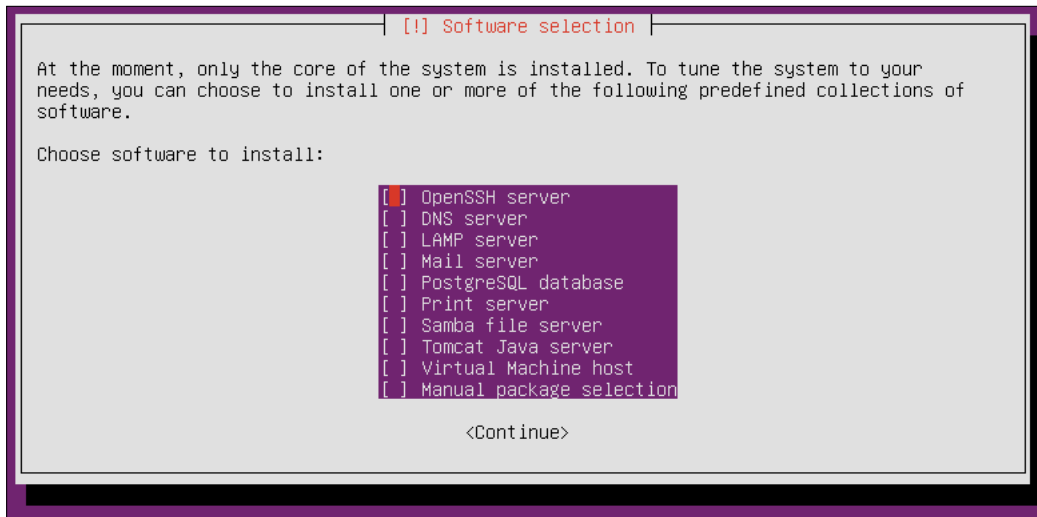 [!] Software selection
At the moment, only the core of the system is installed. To tune the system to your
needs, you can choose to install one or more of the following predefined collections of
software.
Choose software to install:
[ ] OpenSSH server
[ ] DNS server
[ ] LAMP server
[ ] Mail server
[ ] PostgreSQL database
[ ] Print server
[ ] Samba file server
[ ] Tomcat Java server
[ ] Virtual Machine host
[ ] Manual package selection
<Continue>